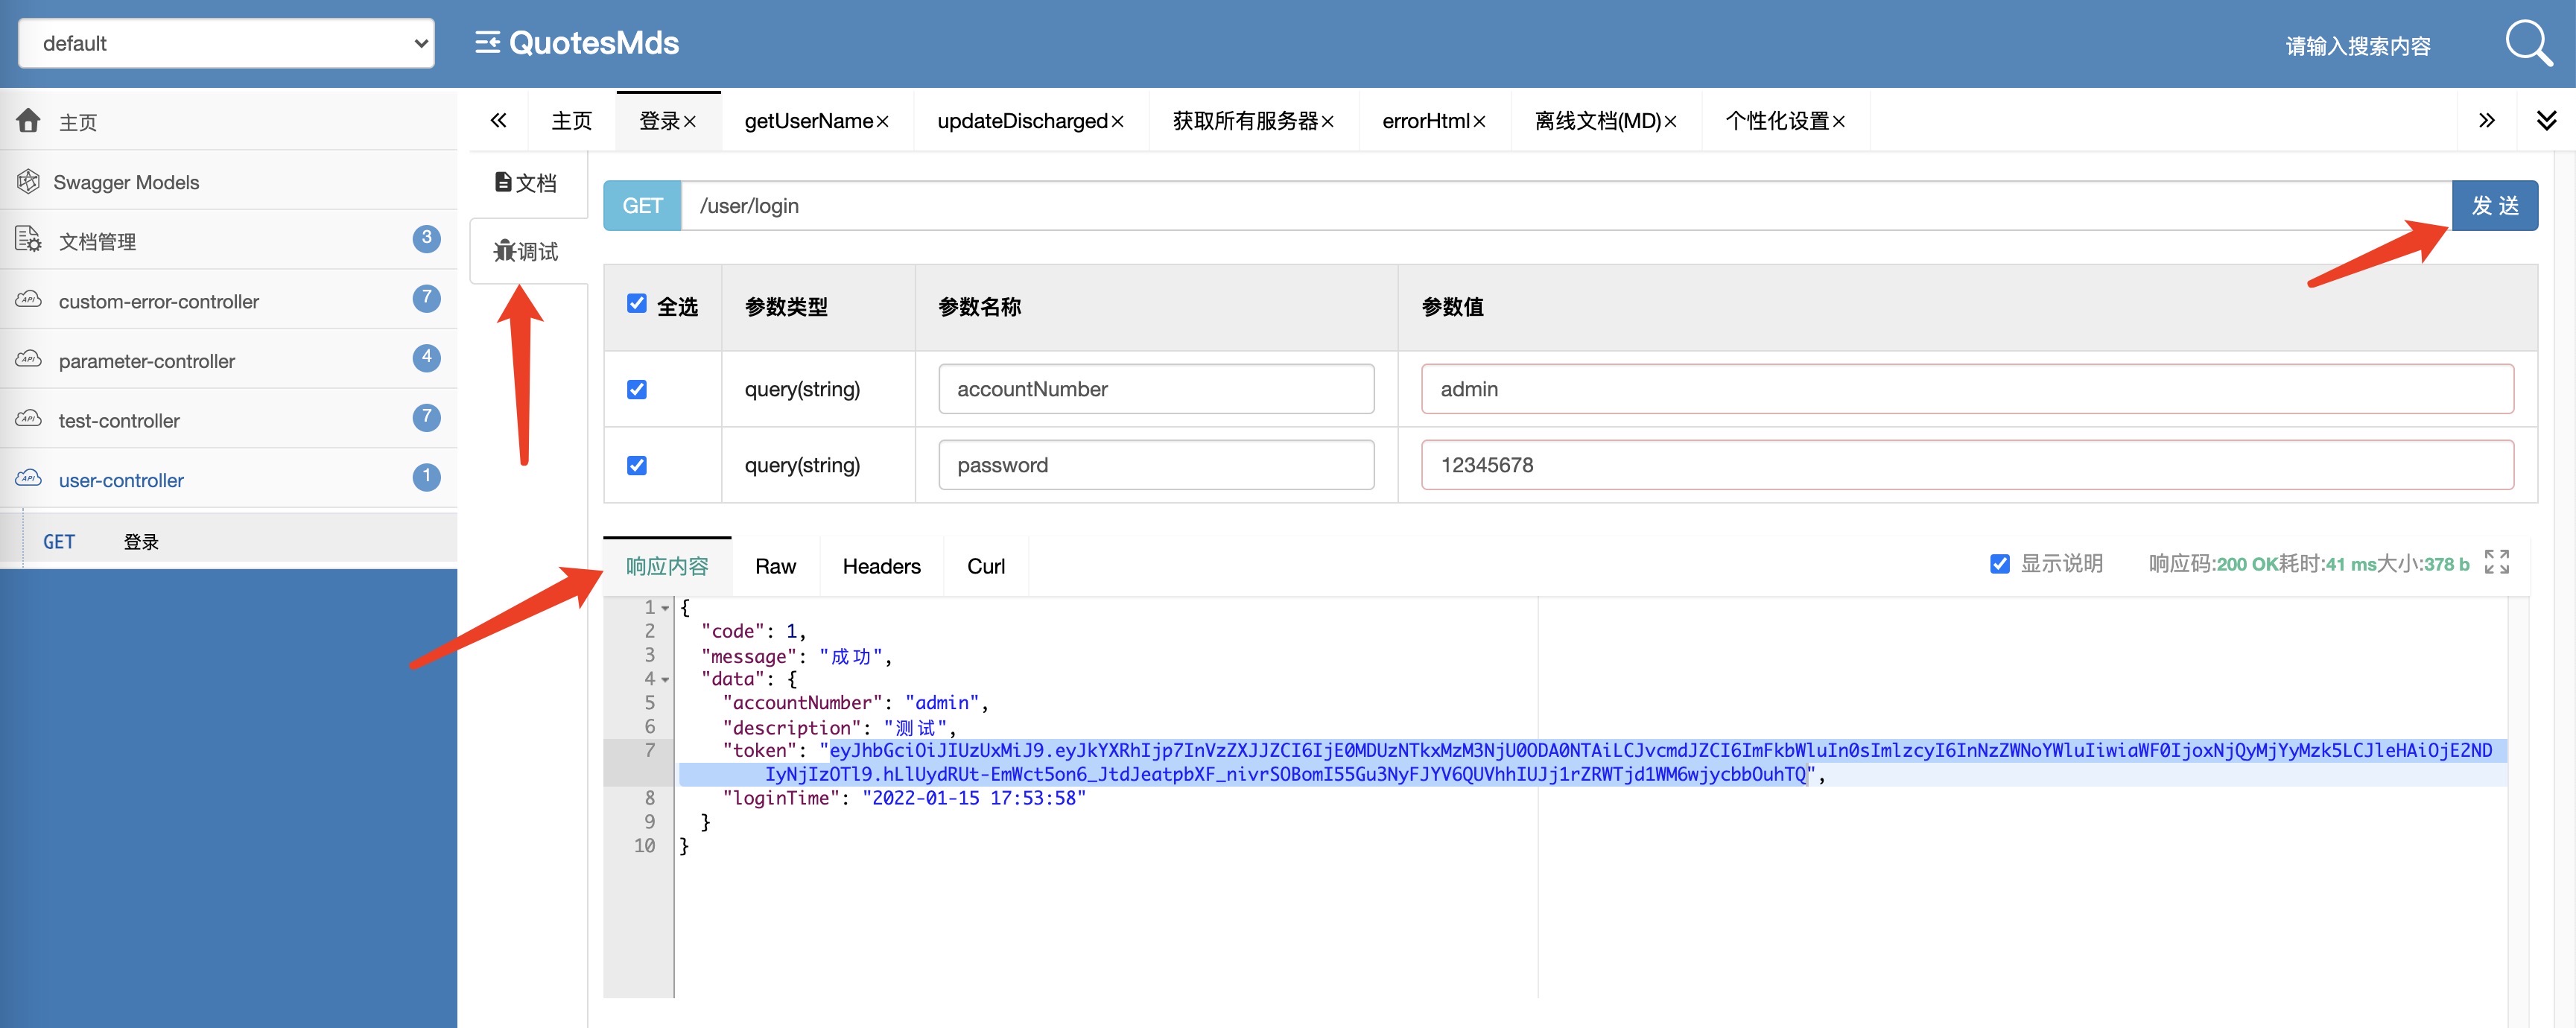 default
QuotesMds
请输入搜索内容
主页
Swagger Models
文档管理 3
custom-error-controller 7
parameter-controller 4
test-controller 7
user-controller 1
GET 登录
主页 登录× getUserName× updateDischarged× 获取所有服务器× errorHtml× 离线文档(MD)× 个性化设置×
文档
调试
GET /user/login 发 送
全选 参数类型 参数名称 参数值
query(string) accountNumber admin
query(string) password 12345678
响应内容 Raw Headers Curl 显示说明 响应码:200 OK耗时:41 ms大小:378 b
1 {
2 "code": 1,
3 "message": "成功",
4 "data": {
5 "accountNumber": "admin",
6 "description": "测试",
7 "token": "eyJhbGciOiJIUzUxMiJ9.eyJkYXRhIjp7InVzZXJJZCI6IjE0MDUzNTkxMzM3NjU0ODA0NTAiLCJvcmdJZCI6ImFkbWluIn0sImlzcyI6InNzZWNoYWluIiwiaWF0IjoxNjQyMjYyMzk5LCJleHAiOjE2ND
IyNjIzOTl9.hLlUydRUt-EmWct5on6_JtdJeatpbXF_nivrSOBomI55Gu3NyFJYV6QUVhhIUJj1rZRWTjd1WM6wjycbbOuhTQ",
8 "loginTime": "2022-01-15 17:53:58"
9 }
10 }